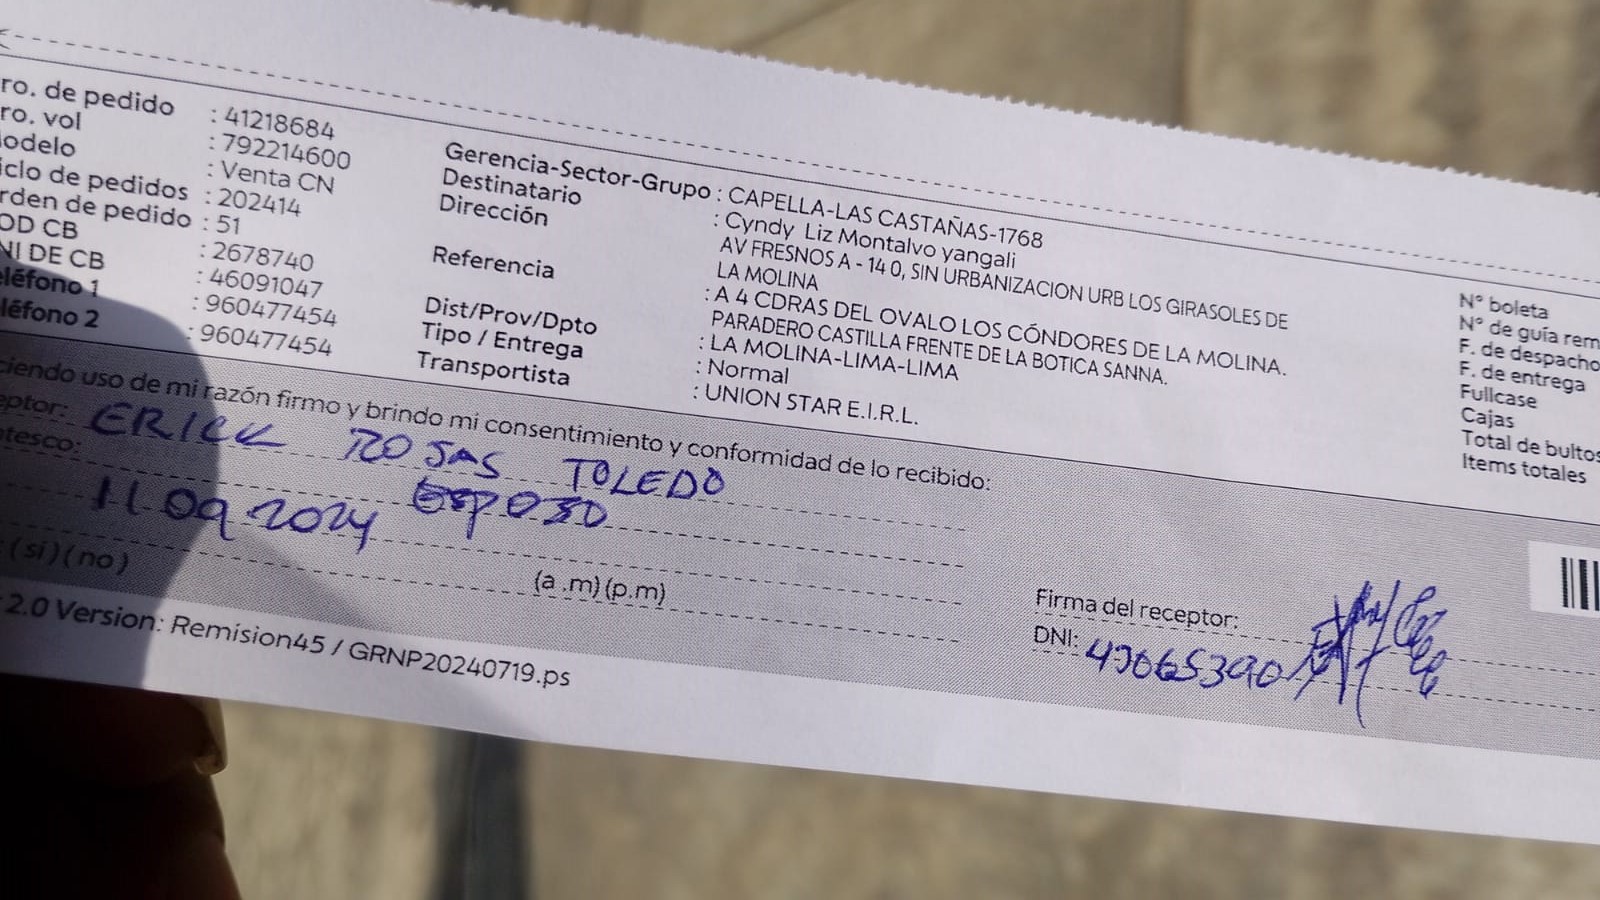 ro. de pedido : 41218684
ro. vol : 792214600
odelo : Venta CN
iclo de pedidos : 202414
rden de pedido : 51
OD CB : 2678740
NI DE CB : 46091047
eléfono 1 : 960477454
léfono 2 : 960477454
Gerencia-Sector-Grupo : CAPELLA-LAS CASTAÑAS-1768
Destinatario : Cyndy Liz Montalvo yangali
Dirección AV FRESNOS A - 14 0, SIN URBANIZACION URB LOS GIRASOLES DE
LA MOLINA
Referencia : A 4 CDRAS DEL OVALO LOS CÓNDORES DE LA MOLINA.
PARADERO CASTILLA FRENTE DE LA BOTICA SANNA.
Dist/Prov/Dpto : LA MOLINA-LIMA-LIMA
Tipo / Entrega : Normal
Transportista : UNION STAR E.I.R.L.
N° boleta
N° de guía rem
F. de despacho
F. de entrega
Fullcase
Cajas
Total de bultos
Items totales
ciendo uso de mi razón firmo y brindo mi consentimiento y conformidad de lo recibido:
eptor: ERICK ROJAS TOLEDO
ntesco: ESPOSO
11 09 2024
: (si) (no)
(a .m) (p.m)
Firma del receptor:
DNI: 43065390
2.0 Version: Remision45 / GRNP20240719.ps